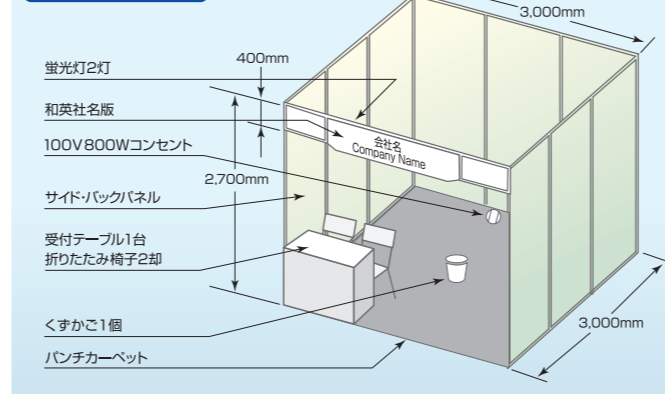 3,000mm
400mm
蛍光灯2灯
和英社名版
会社名
Company Name
100V800Wコンセント
2,700mm
サイド・バックパネル
受付テーブル1台
折りたたみ椅子2却
くずかご1個
3,000mm
パンチカーペット